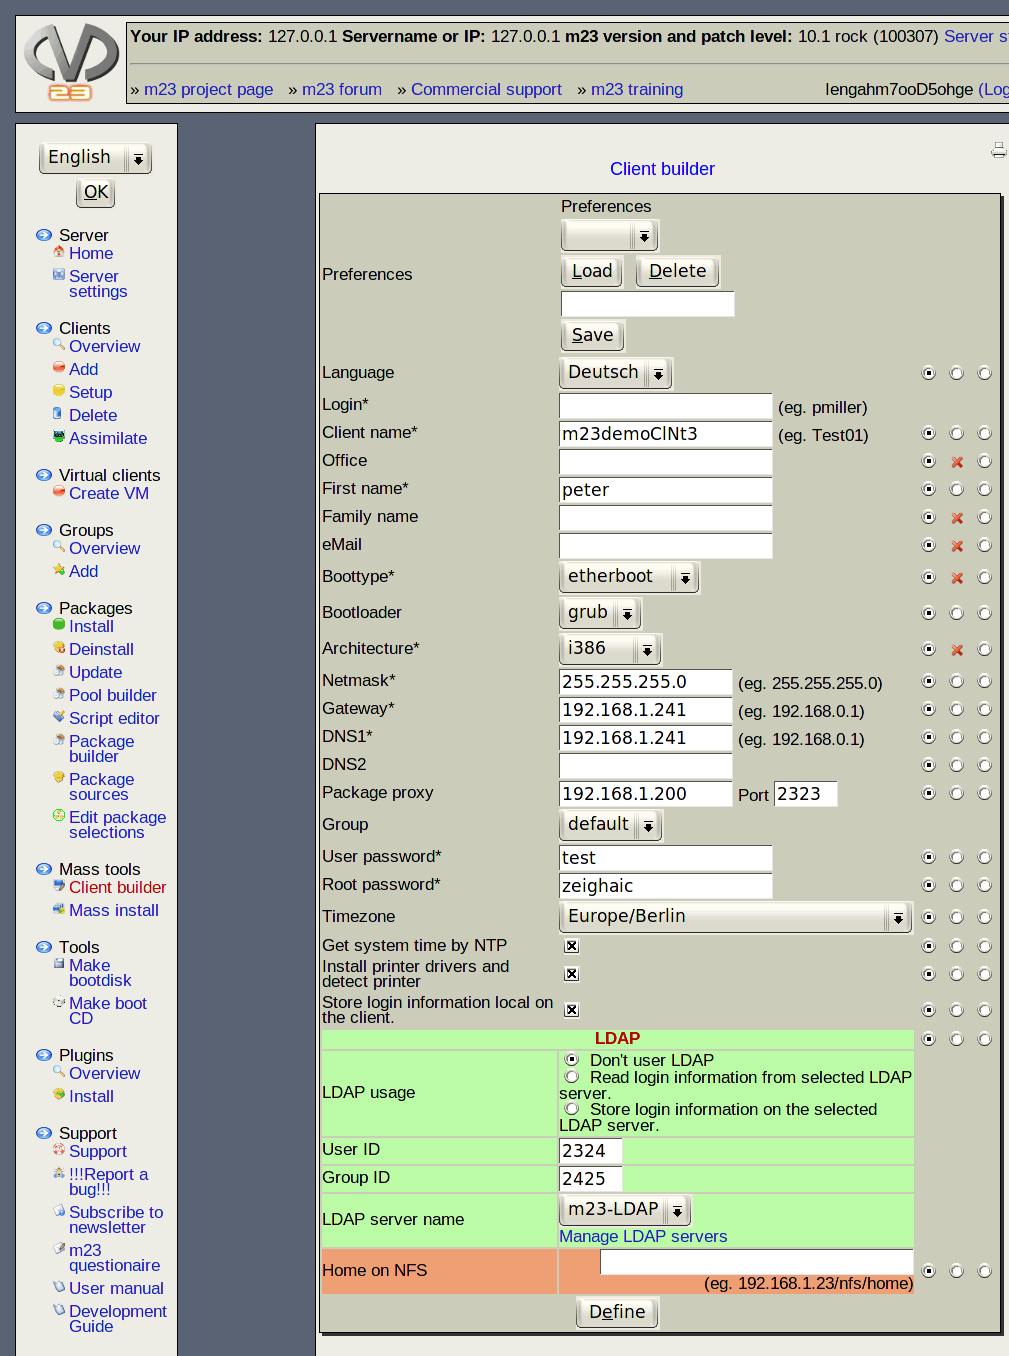 Your IP address: 127.0.0.1 Servername or IP: 127.0.0.1 m23 version and patch level: 10.1 rock (100307) Server s
» m23 project page » m23 forum » Commercial support » m23 training Iengahm7ooD5ohge (Log
23
English
OK
Server
Home
Server
settings
Clients
Overview
Add
Setup
Delete
Assimilate
Virtual clients
Create VM
Groups
Overview
Add
Packages
Install
Deinstall
Update
Pool builder
Script editor
Package
builder
Package
sources
Edit package
selections
Mass tools
Client builder
Mass install
Tools
Make
bootdisk
Make boot
CD
Plugins
Overview
Install
Support
Support
!!!Report a
bug!!!
Subscribe to
newsletter
m23
questionaire
User manual
Development
Guide
Client builder
Preferences
Preferences
Load Delete
Save
Language Deutsch
Login* (eg. pmiller)
Client name* m23demoClNt3 (eg. Test01)
Office
First name* peter
Family name
eMail
Boottype* etherboot
Bootloader grub
Architecture* i386
Netmask* 255.255.255.0 (eg. 255.255.255.0)
Gateway* 192.168.1.241 (eg. 192.168.0.1)
DNS1* 192.168.1.241 (eg. 192.168.0.1)
DNS2
Package proxy 192.168.1.200 Port 2323
Group default
User password* test
Root password* zeighaic
Timezone Europe/Berlin
Get system time by NTP
Install printer drivers and
detect printer
Store login information local on
the client.
LDAP
LDAP usage
Don't user LDAP
Read login information from selected LDAP
server.
Store login information on the selected
LDAP server.
User ID 2324
Group ID 2425
LDAP server name m23-LDAP
Manage LDAP servers
Home on NFS
(eg. 192.168.1.23/nfs/home)
Define